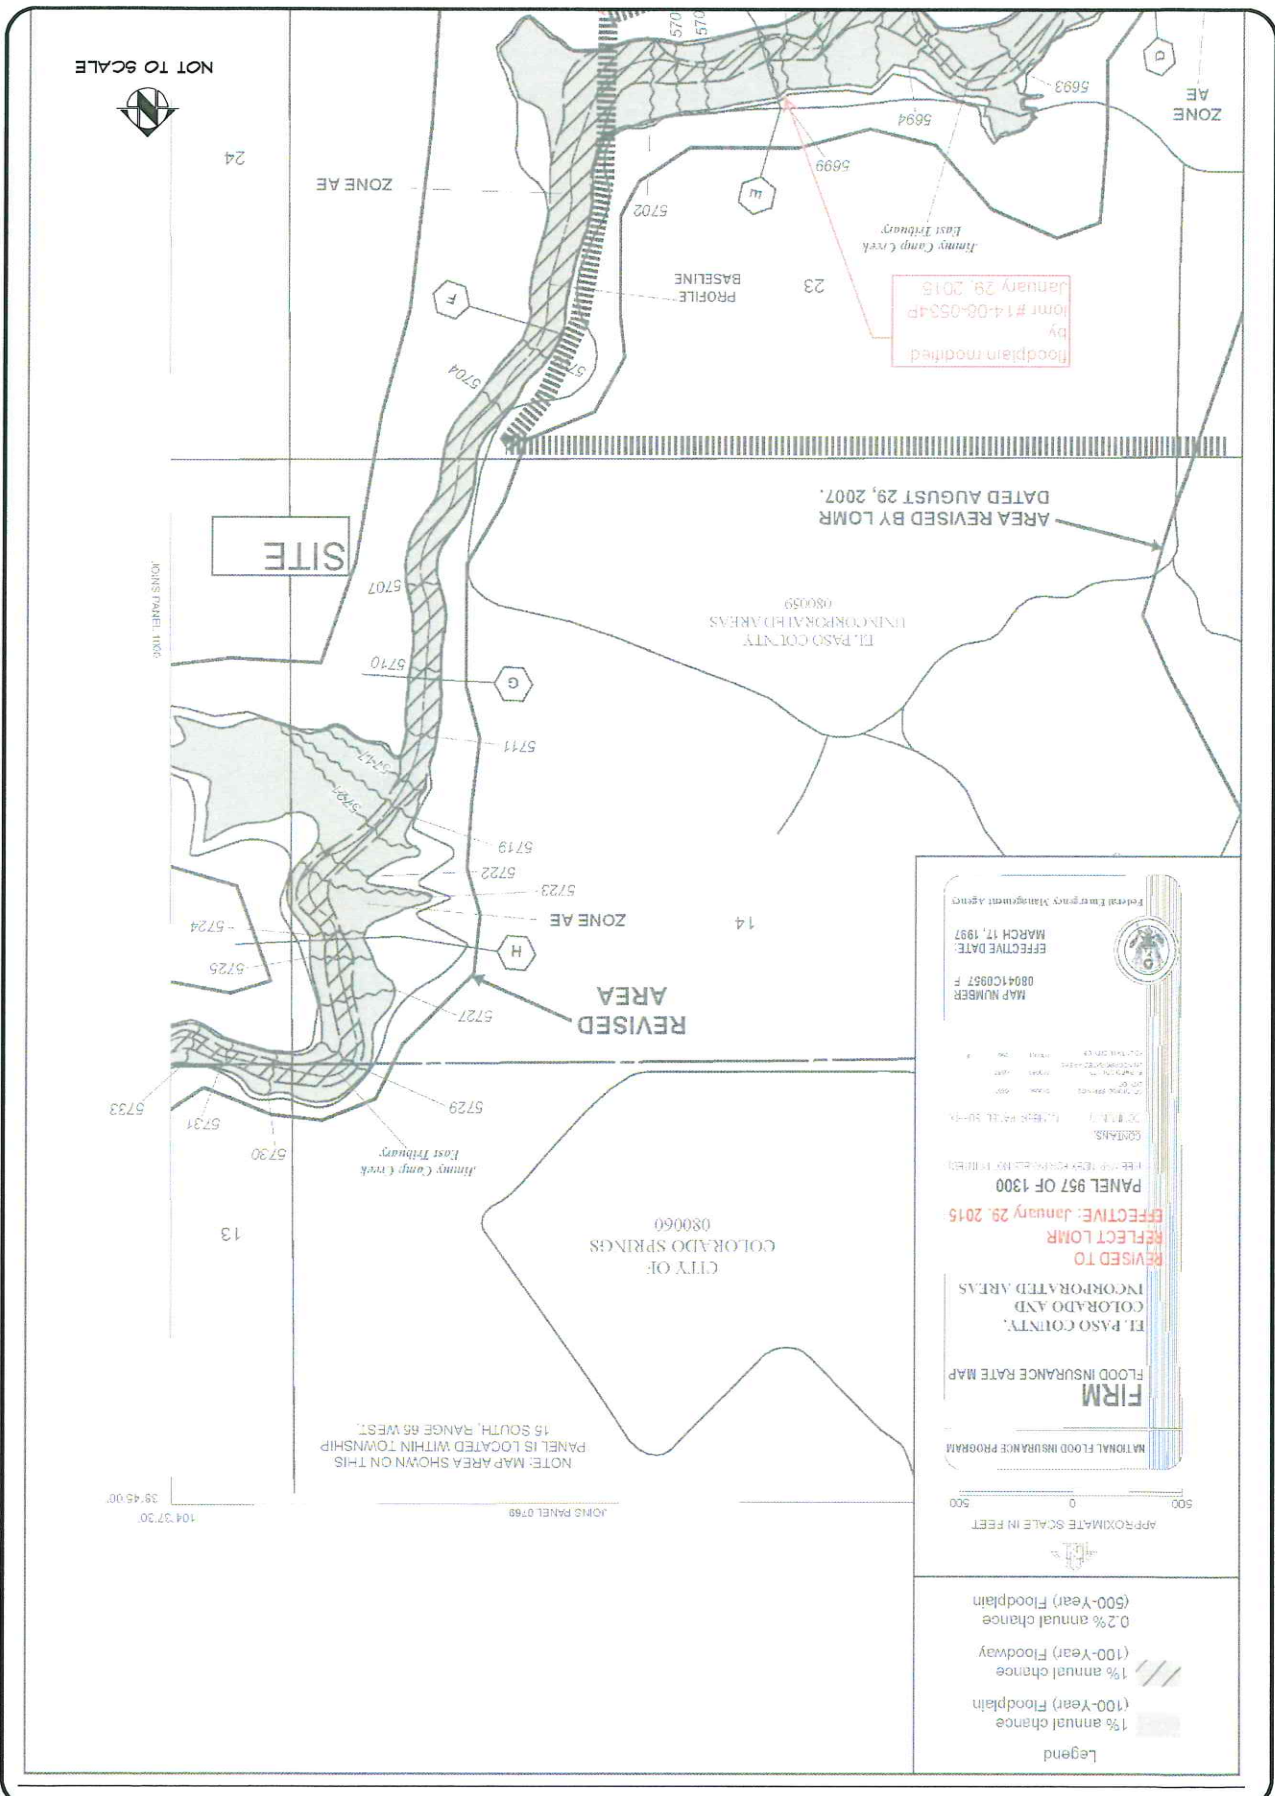 Legend
1% annual chance
(100-Year) Floodplain
1% annual chance
(100-Year) Floodway
0.2% annual chance
(500-Year) Floodplain
APPROXIMATE SCALE IN FEET
500 0 500
NATIONAL FLOOD INSURANCE PROGRAM
FIRM
FLOOD INSURANCE RATE MAP
EL PASO COUNTY,
COLORADO AND
INCORPORATED AREAS
REVISED TO
REFLECT LOMR
EFFECTIVE: January 29, 2015
PANEL 957 OF 1300
CONTAINS:
MAP NUMBER
08041C0957 F
EFFECTIVE DATE:
MARCH 17, 1997
Federal Emergency Management Agency
JOINS PANEL 0769
104°37'30"
NOTE: MAP AREA SHOWN ON THIS
PANEL IS LOCATED WITHIN TOWNSHIP
15 SOUTH, RANGE 65 WEST.
CITY OF
COLORADO SPRINGS
080060
13
Jimmy Camp Creek
East Tributary
5730
5731
5733
5729
5727
REVISED
AREA
H
5725
5724
14
ZONE AE
5723
5722
5719
5721
5717
5711
G
5710
5707
EL PASO COUNTY
UNINCORPORATED AREAS
080059
SITE
AREA REVISED BY LOMR
DATED AUGUST 29, 2007.
5704
floodplain modified
by
lomr #14-08-0534P
January 29, 2015
23
PROFILE
BASELINE
F
Jimmy Camp Creek
East Tributary
5702
E
5699
ZONE AE
24
5694
5693
ZONE
AE
D
NOT TO SCALE
N